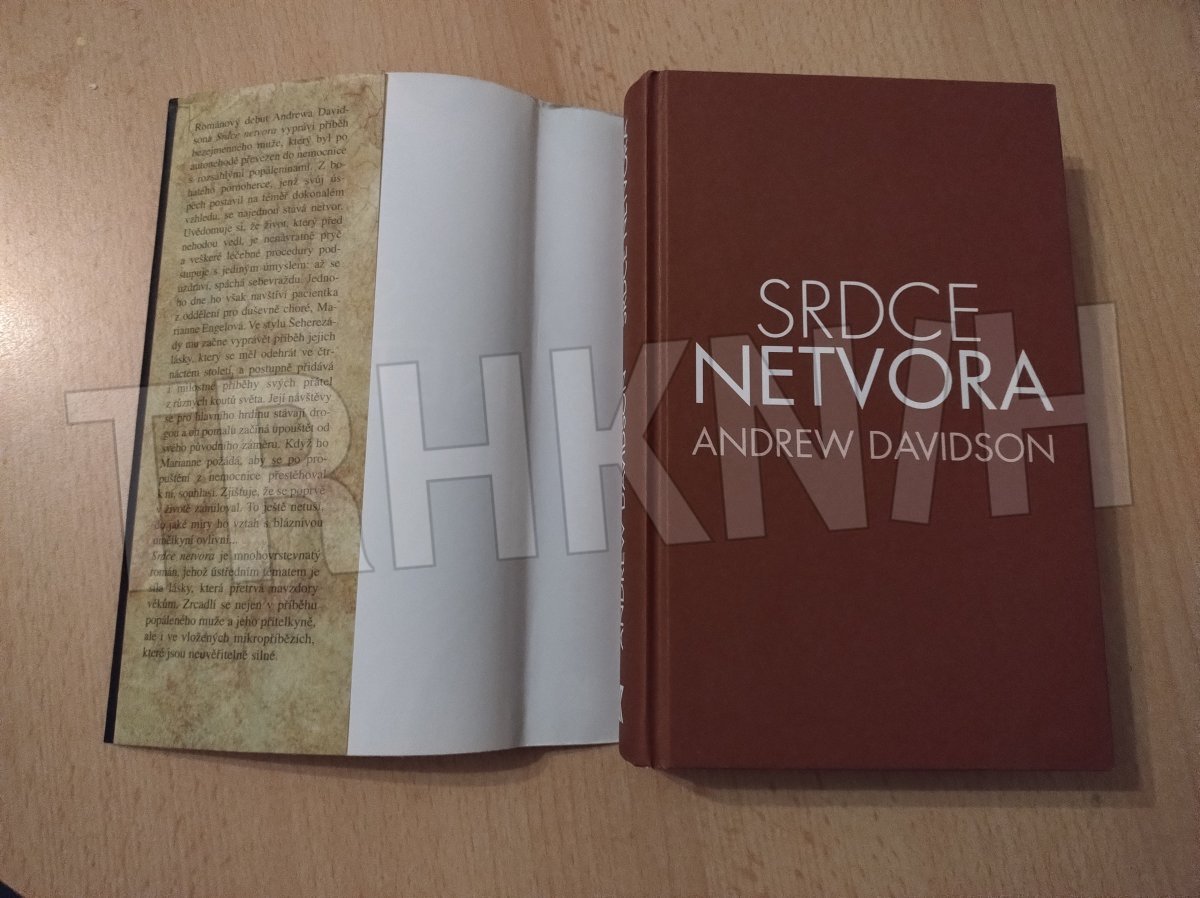 Románový debut Andrewa David-
sona Srdce netvora vypráví příběh
bezejmenného muže, který byl po
autonehodě převezen do nemocnice
s rozsáhlými popáleninami. Z bo-
hatého pornoherce, jenž svůj ús-
pěch postavil na téměř dokonalém
vzhledu, se najednou stává netvor.
Uvědomuje si, že život, který před
nehodou vedl, je nenávratně pryč
a veškeré léčebné procedury pod-
stupuje s jediným úmyslem: až se
uzdraví, spáchá sebevraždu. Jedno-
ho dne ho však navštíví pacientka
z oddělení pro duševně choré, Ma-
rianne Engelová. Ve stylu Šeherezá-
dy mu začne vyprávět příběh jejich
lásky, který se měl odehrát ve čtr-
náctém století, a postupně přidává
i milostné příběhy svých přátel
z různých koutů světa. Její návštěvy
se pro hlavního hrdinu stávají dro-
gou a on pomalu začíná upouštět od
svého původního záměru. Když ho
Marianne požádá, aby se po pro-
puštění z nemocnice přestěhoval
k ní, souhlasí. Zjišťuje, že se poprvé
v životě zamiloval. To ještě netuší,
do jaké míry ho vztah s bláznivou
umělkyní ovlivní...
Srdce netvora je mnohovrstevnatý
román, jehož ústředním tématem je
síla lásky, která přetrvá navzdory
věkům. Zrcadlí se nejen v příběhu
popáleného muže a jeho přítelkyně,
ale i ve vložených mikropříbězích,
které jsou neuvěřitelně silné.
SRDCE
NETVORA
ANDREW DAVIDSON
TRHKNIH